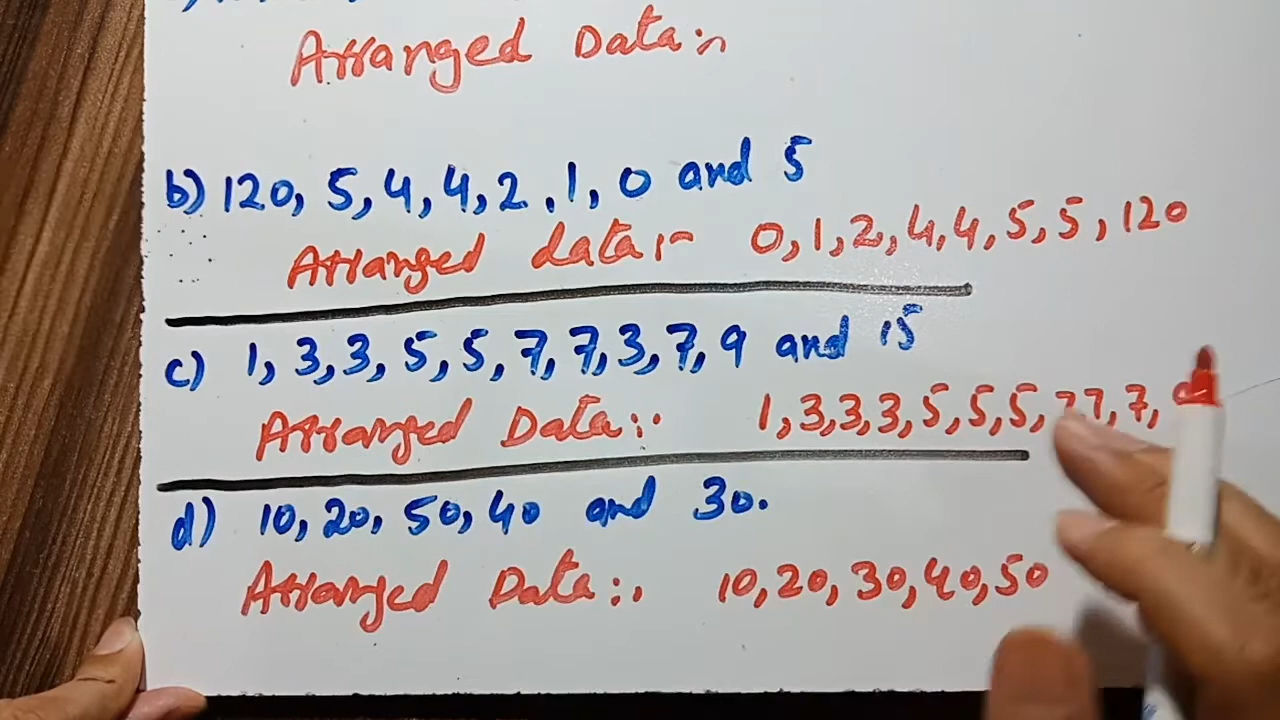 Arranged Data:-
b) 120, 5, 4, 4, 2, 1, 0 and 5
Arranged data:- 0, 1, 2, 4, 4, 5, 5, 120
c) 1, 3, 3, 5, 5, 7, 7, 3, 7, 9 and 15
Arranged Data:- 1, 3, 3, 3, 5, 5, 5, 7, 7, 7,
d) 10, 20, 50, 40 and 30.
Arranged Data:- 10, 20, 30, 40, 50